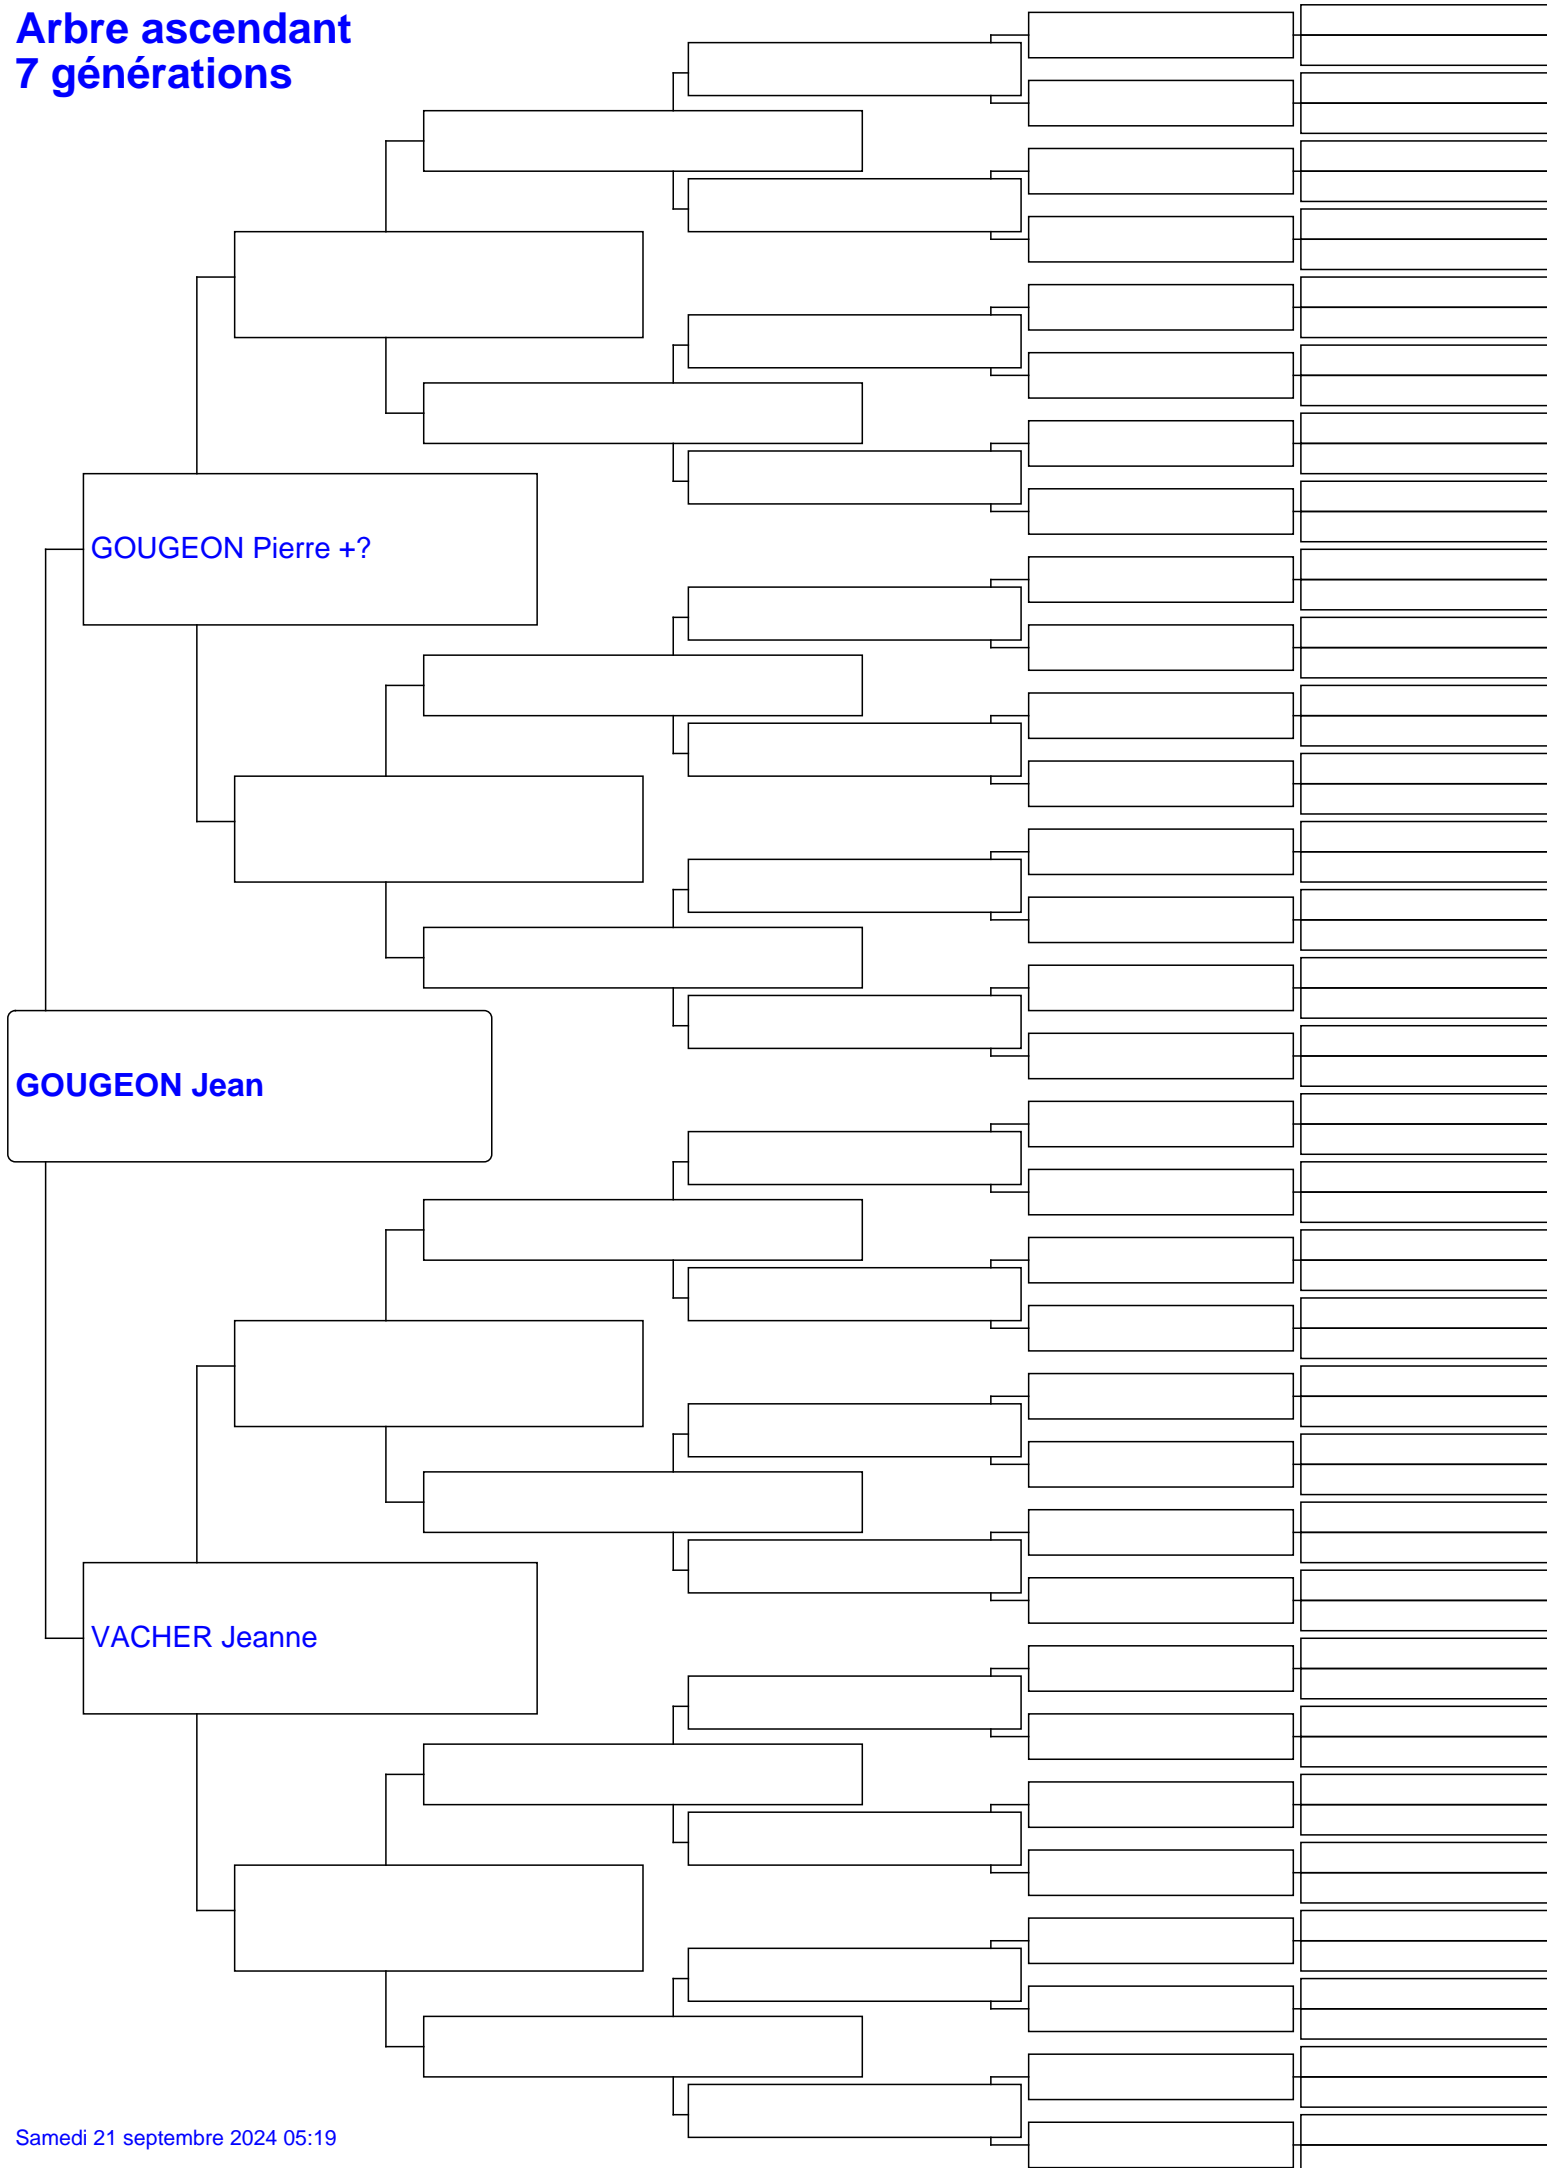 Arbre ascendant
7 générations
GOUGEON Pierre +?
GOUGEON Jean
VACHER Jeanne
Samedi 21 septembre 2024 05:19